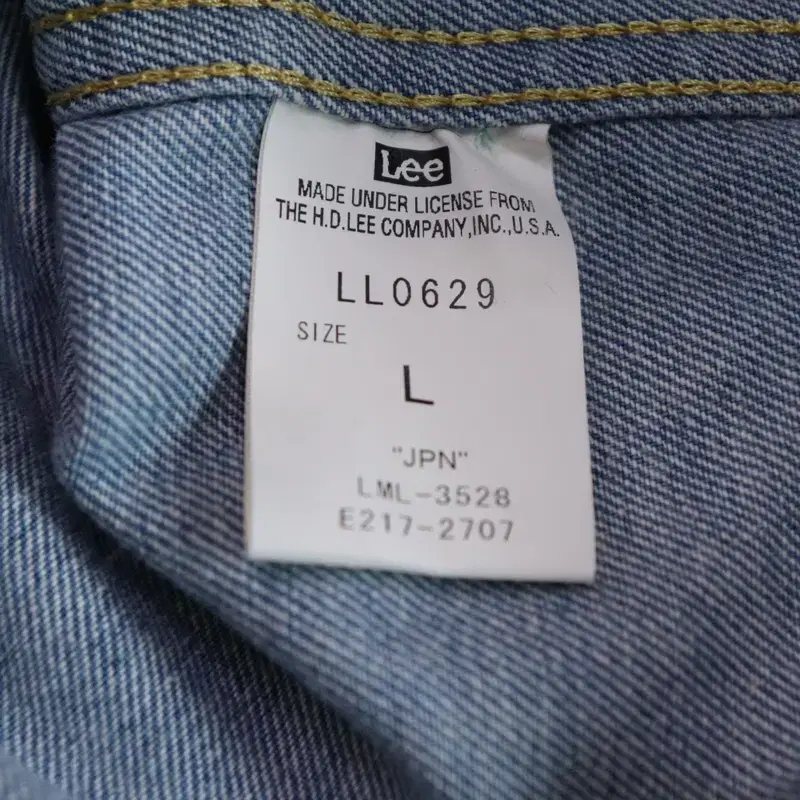 Lee
MADE UNDER LICENSE FROM
THE H.D.LEE COMPANY,INC.,U.S.A.
LL0629
SIZE
L
"JPN"
LML-3528
E217-2707